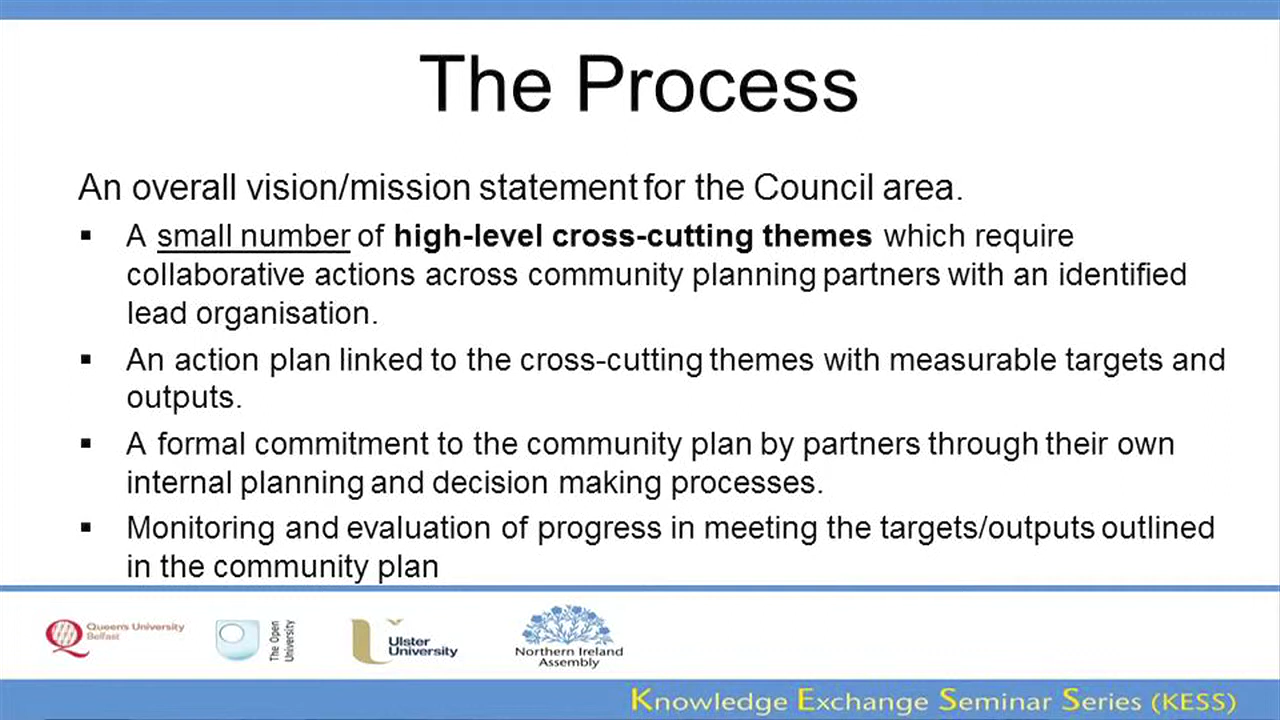 The Process
An overall vision/mission statement for the Council area.
▪ A small number of high-level cross-cutting themes which require
collaborative actions across community planning partners with an identified
lead organisation.
▪ An action plan linked to the cross-cutting themes with measurable targets and
outputs.
▪ A formal commitment to the community plan by partners through their own
internal planning and decision making processes.
▪ Monitoring and evaluation of progress in meeting the targets/outputs outlined
in the community plan
Queen's University
Belfast
The Open
University
Ulster
University
Northern Ireland
Assembly
Knowledge Exchange Seminar Series (KESS)